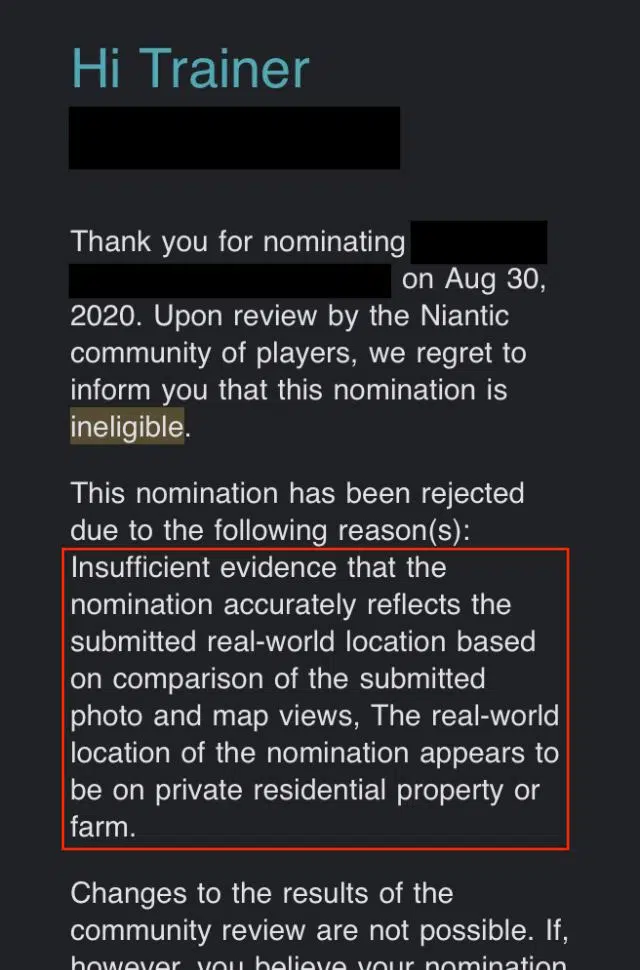 Hi Trainer
Thank you for nominating
on Aug 30,
2020. Upon review by the Niantic
community of players, we regret to
inform you that this nomination is
ineligible.
This nomination has been rejected
due to the following reason(s):
Insufficient evidence that the
nomination accurately reflects the
submitted real-world location based
on comparison of the submitted
photo and map views, The real-world
location of the nomination appears to
be on private residential property or
farm.
Changes to the results of the
community review are not possible. If,
however, you believe your nomination